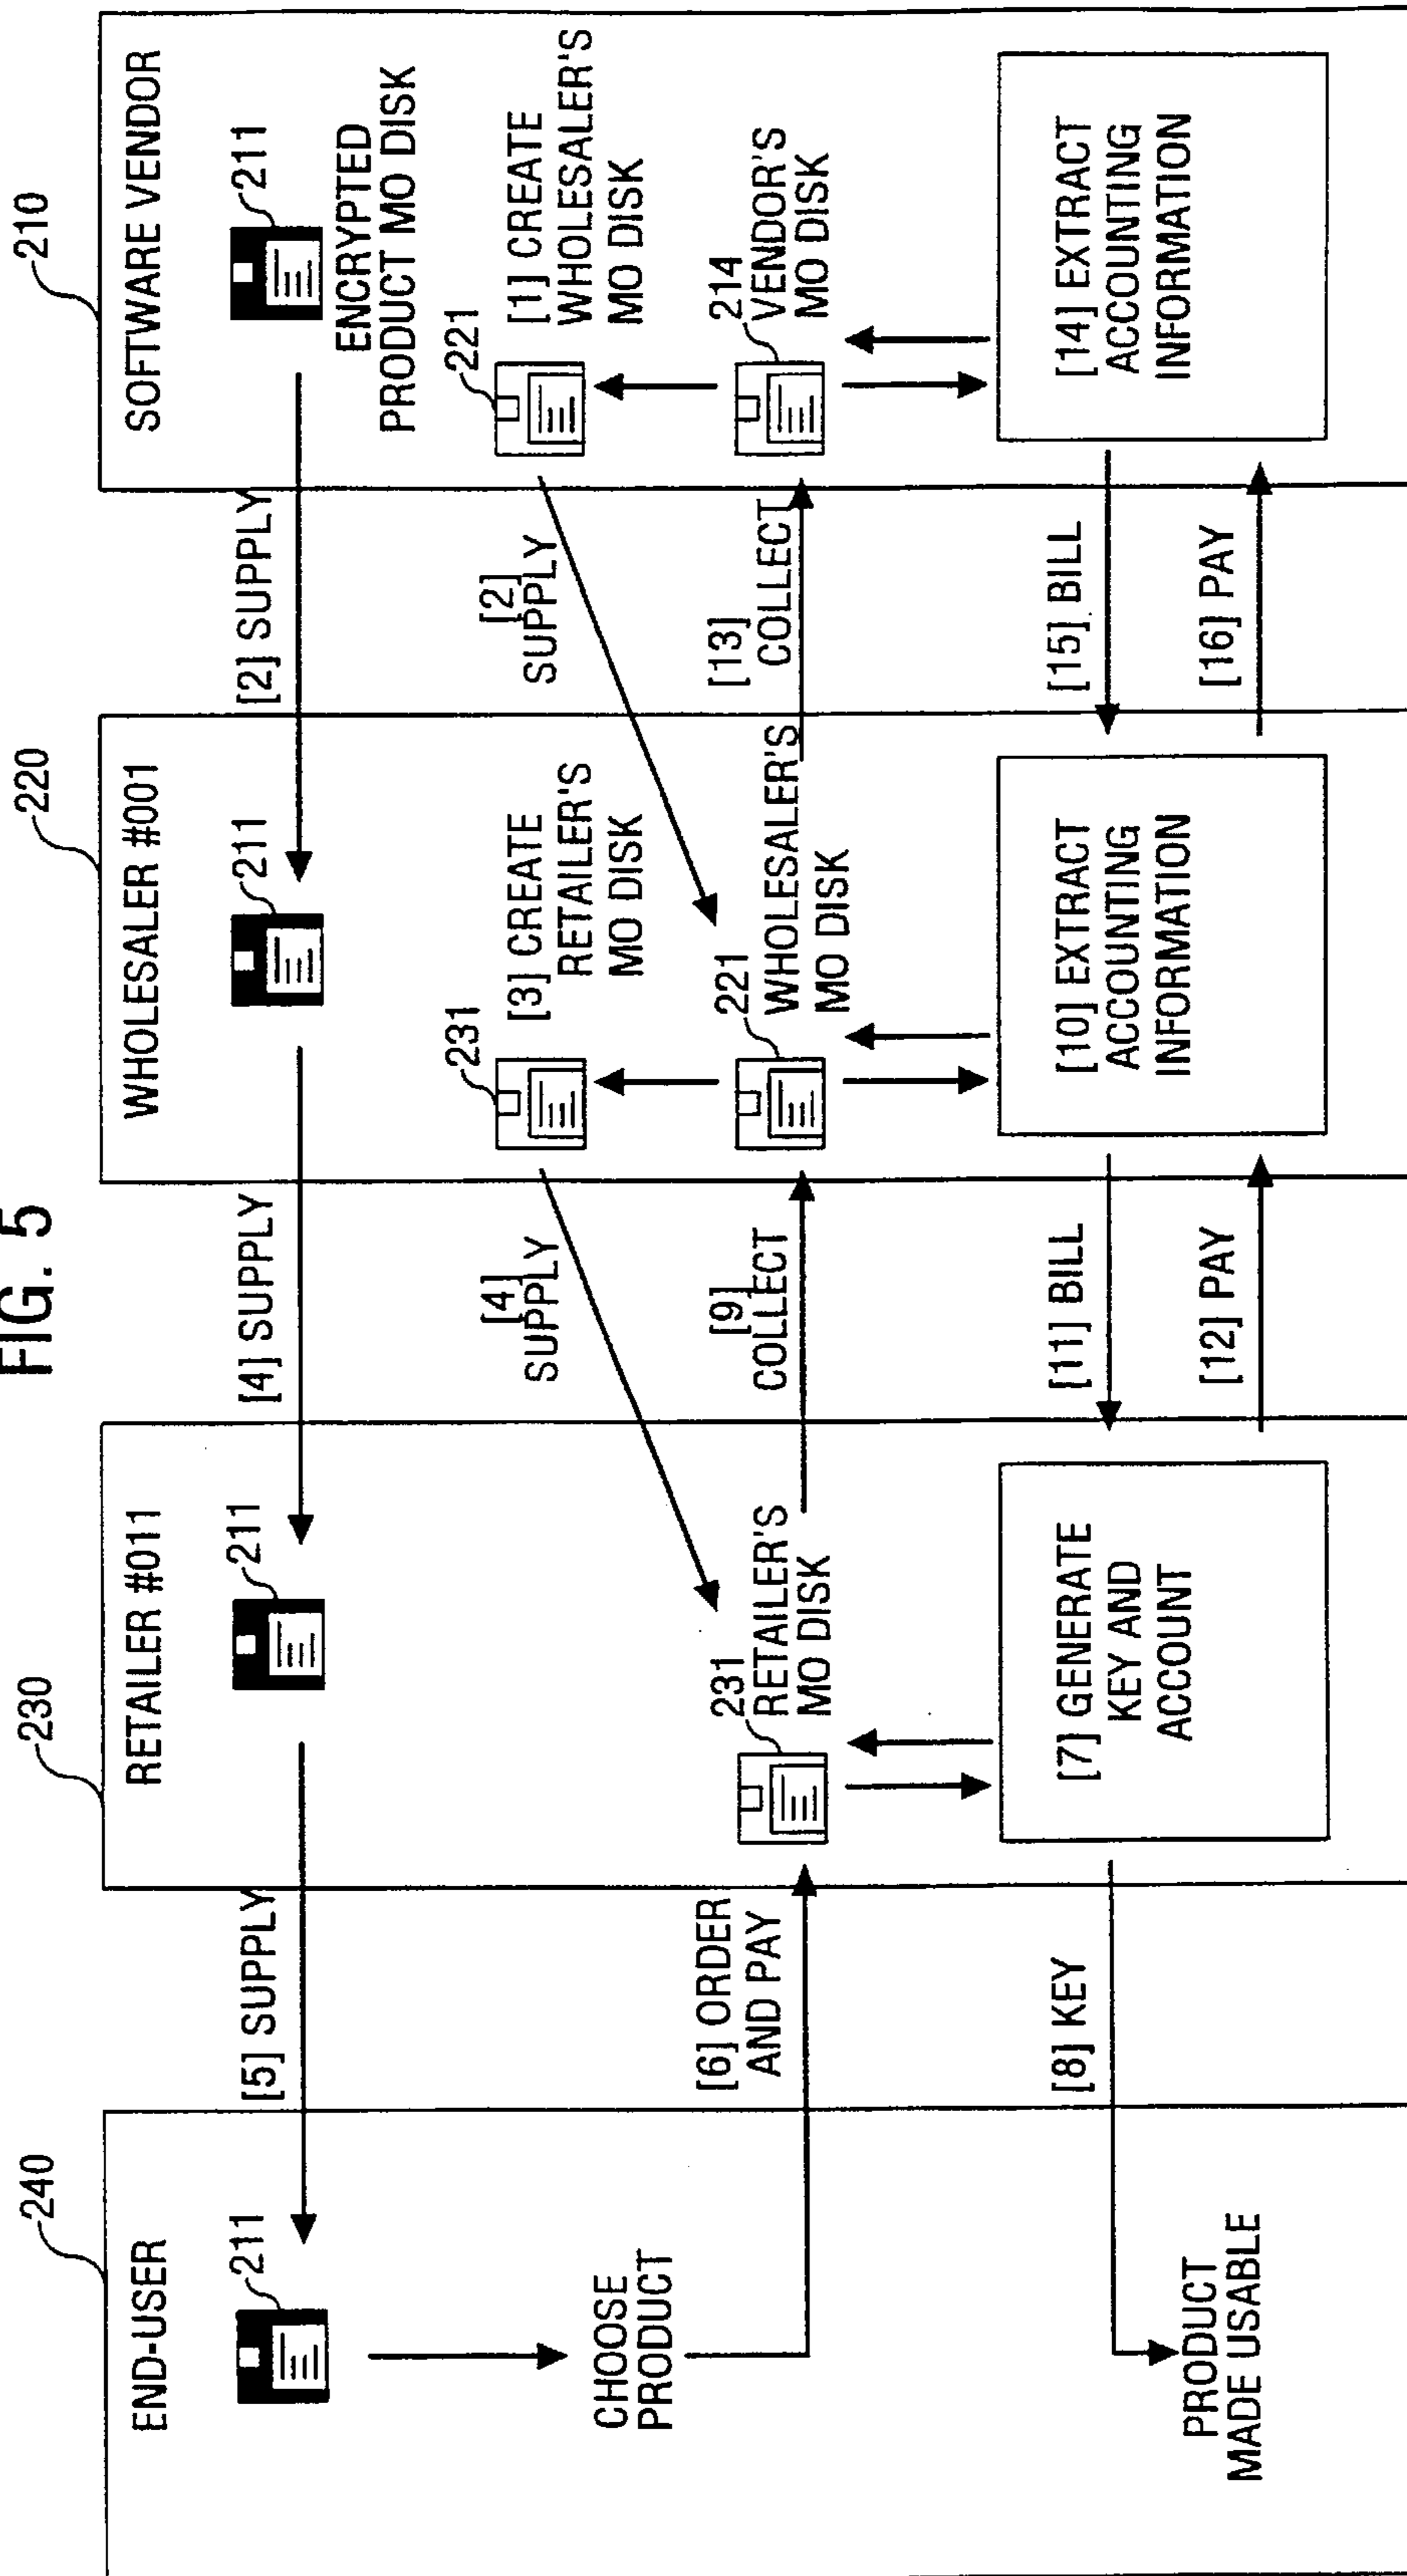 FIG. 5
240
END-USER
211
CHOOSE
PRODUCT
PRODUCT
MADE USABLE
[5] SUPPLY
[6] ORDER
AND PAY
[8] KEY
230
RETAILER #011
211
231
RETAILER'S
MO DISK
[7] GENERATE
KEY AND
ACCOUNT
[4] SUPPLY
[4]
SUPPLY
[9]
COLLECT
[11] BILL
[12] PAY
220
WHOLESALER #001
211
231
[3] CREATE
RETAILER'S
MO DISK
221
WHOLESALER'S
MO DISK
[10] EXTRACT
ACCOUNTING
INFORMATION
[2] SUPPLY
[2]
SUPPLY
[13]
COLLECT
[15] BILL
[16] PAY
210
SOFTWARE VENDOR
211
ENCRYPTED
PRODUCT MO DISK
221
[1] CREATE
WHOLESALER'S
MO DISK
214
VENDOR'S
MO DISK
[14] EXTRACT
ACCOUNTING
INFORMATION